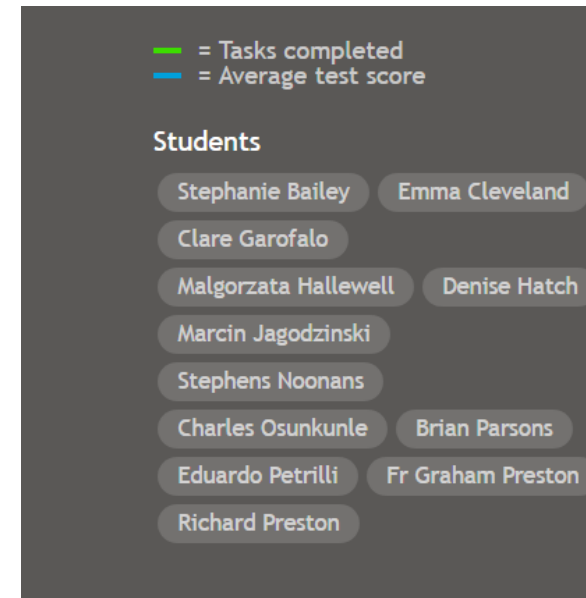 = Tasks completed
= Average test score
Students
Stephanie Bailey Emma Cleveland
Clare Garofalo
Malgorzata Hallewell Denise Hatch
Marcin Jagodzinski
Stephens Noonans
Charles Osunkunle Brian Parsons
Eduardo Petrilli Fr Graham Preston
Richard Preston